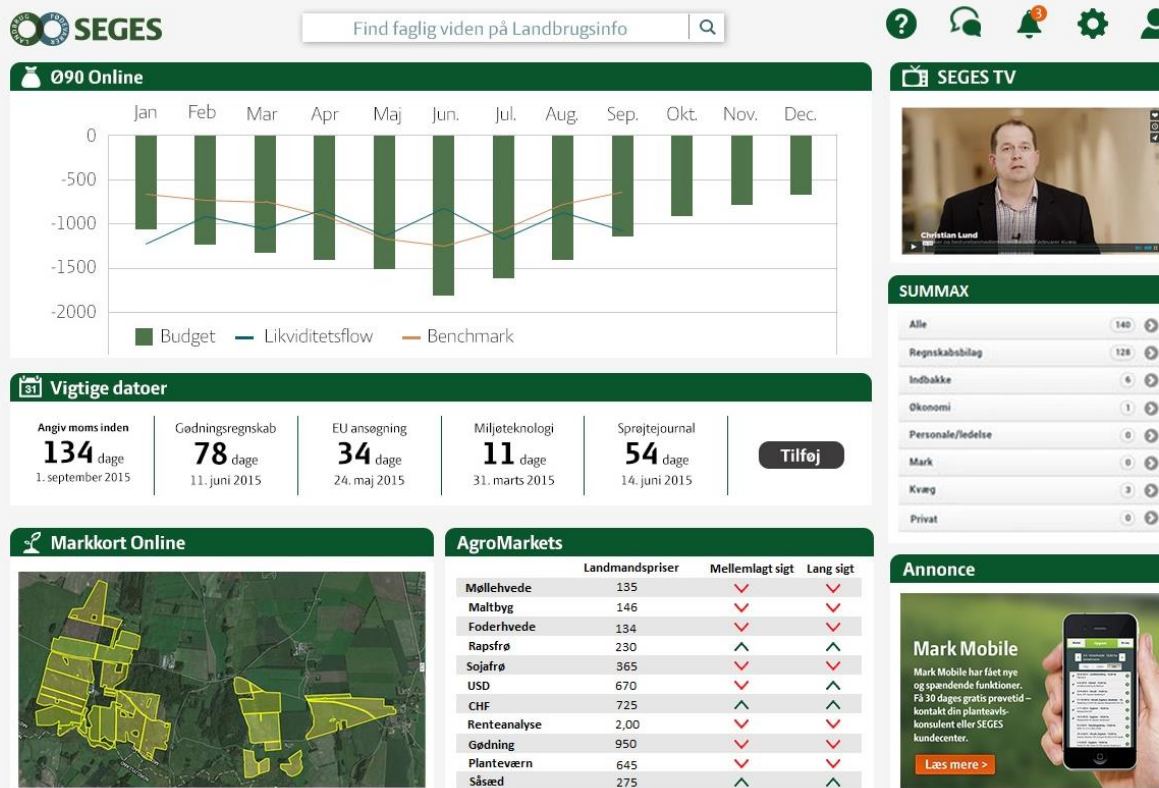 LANDBRUG FØDEVARER SEGES
Find faglig viden på Landbrugsinfo
3
Ø90 Online
Jan Feb Mar Apr Maj Jun. Jul. Aug. Sep. Okt. Nov. Dec.
0
-500
-1000
-1500
-2000
Budget Likviditetsflow Benchmark
SEGES TV
Christian Lund
SUMMAX
Alle 140
Regnskabsbilag 128
Indbakke 6
Økonomi 1
Personale/ledelse 0
Mark 0
Kvæg 3
Privat 0
31 Vigtige datoer
Angiv moms inden
134 dage
1. september 2015
Gødningsregnskab
78 dage
11. juni 2015
EU ansøgning
34 dage
24. maj 2015
Miljøteknologi
11 dage
31. marts 2015
Sprøjtejournal
54 dage
14. juni 2015
Tilføj
Markkort Online
AgroMarkets
Landmandspriser Mellemlagt sigt Lang sigt
Møllehvede 135
Maltbyg 146
Foderhvede 134
Rapsfrø 230
Sojafrø 365
USD 670
CHF 725
Renteanalyse 2,00
Gødning 950
Planteværn 645
Såsæd 275
Annonce
Mark Mobile
Mark Mobile har fået nye
og spændende funktioner.
Få 30 dages gratis prøvetid –
kontakt din planteavls-
konsulent eller SEGES
kundecenter.
Læs mere >